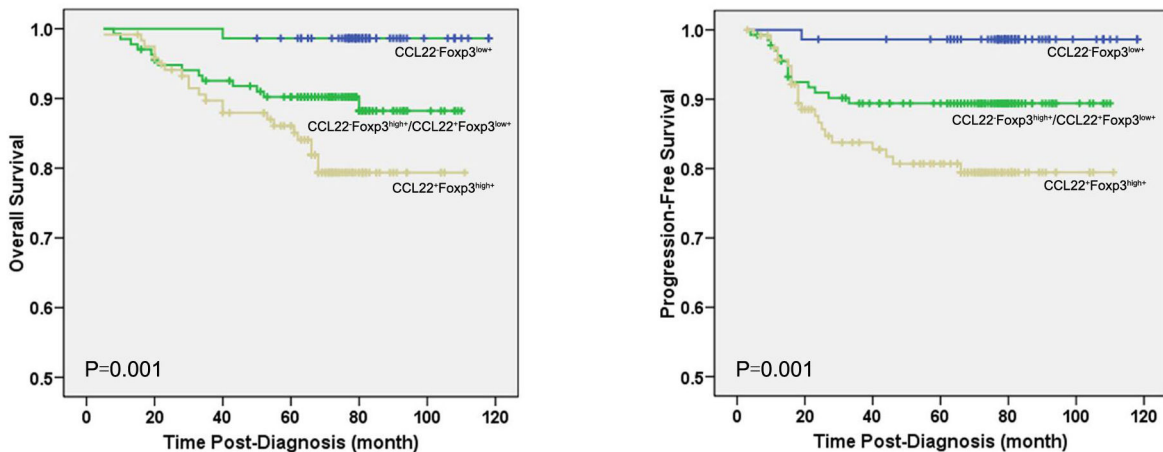 Overall Survival
1.0
0.9
0.8
0.7
0.6
0.5
CCL22⁻Foxp3ˡᵒʷ⁺
CCL22⁻Foxp3ʰⁱᵍʰ⁺/CCL22⁺Foxp3ˡᵒʷ⁺
CCL22⁺Foxp3ʰⁱᵍʰ⁺
P=0.001
0 20 40 60 80 100 120
Time Post-Diagnosis (month)
Progression-Free Survival
1.0
0.9
0.8
0.7
0.6
0.5
CCL22⁻Foxp3ˡᵒʷ⁺
CCL22⁻Foxp3ʰⁱᵍʰ⁺/CCL22⁺Foxp3ˡᵒʷ⁺
CCL22⁺Foxp3ʰⁱᵍʰ⁺
P=0.001
0 20 40 60 80 100 120
Time Post-Diagnosis (month)